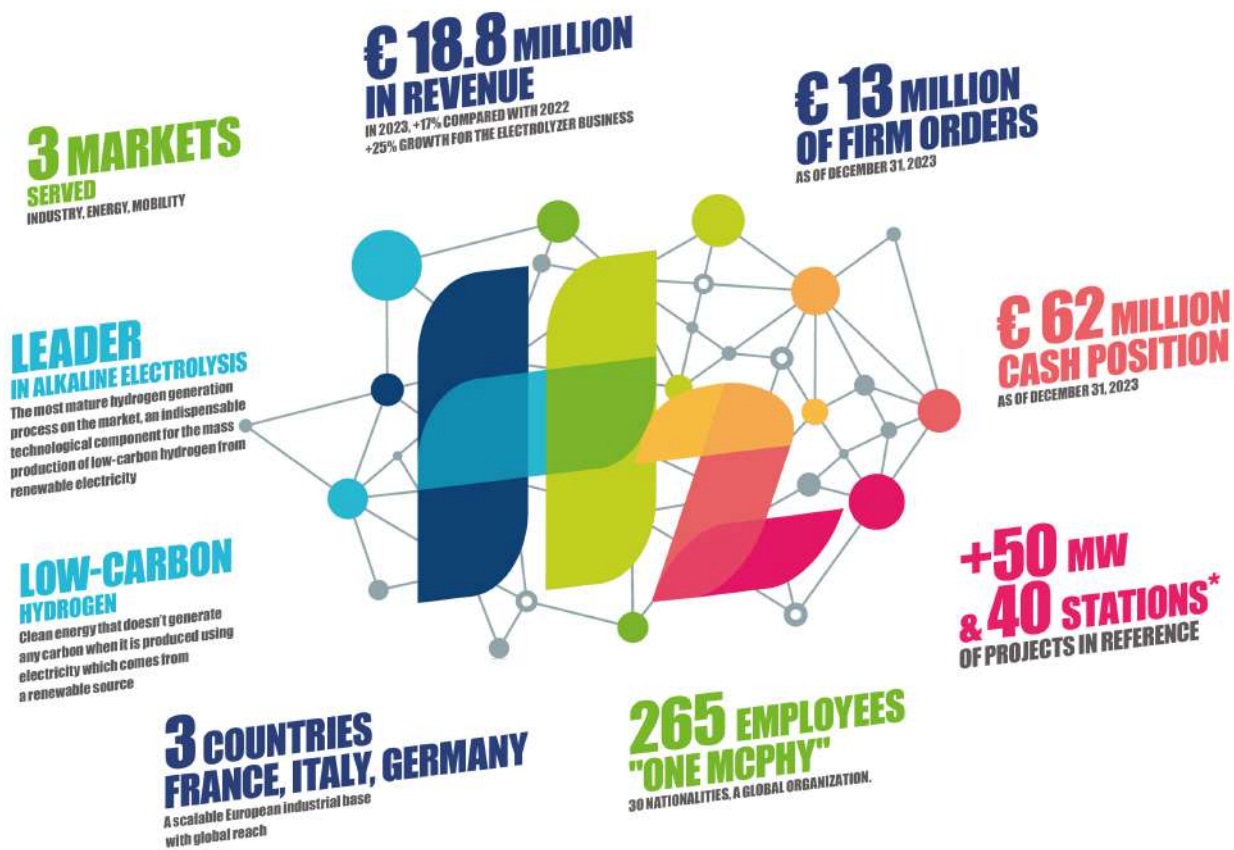 € 18.8 MILLION
IN REVENUE
IN 2023, +17% COMPARED WITH 2022
+25% GROWTH FOR THE ELECTROLYZER BUSINESS
€ 13 MILLION
OF FIRM ORDERS
AS OF DECEMBER 31, 2023
3 MARKETS
SERVED
INDUSTRY, ENERGY, MOBILITY
€ 62 MILLION
CASH POSITION
AS OF DECEMBER 31, 2023
LEADER
IN ALKALINE ELECTROLYSIS
The most mature hydrogen generation
process on the market, an indispensable
technological component for the mass
production of low-carbon hydrogen from
renewable electricity
LOW-CARBON
HYDROGEN
Clean energy that doesn't generate
any carbon when it is produced using
electricity which comes from
a renewable source
+50 MW
& 40 STATIONS*
OF PROJECTS IN REFERENCE
3 COUNTRIES
FRANCE, ITALY, GERMANY
A scalable European industrial base
with global reach
265 EMPLOYEES
"ONE MCPHY"
30 NATIONALITIES, A GLOBAL ORGANIZATION.